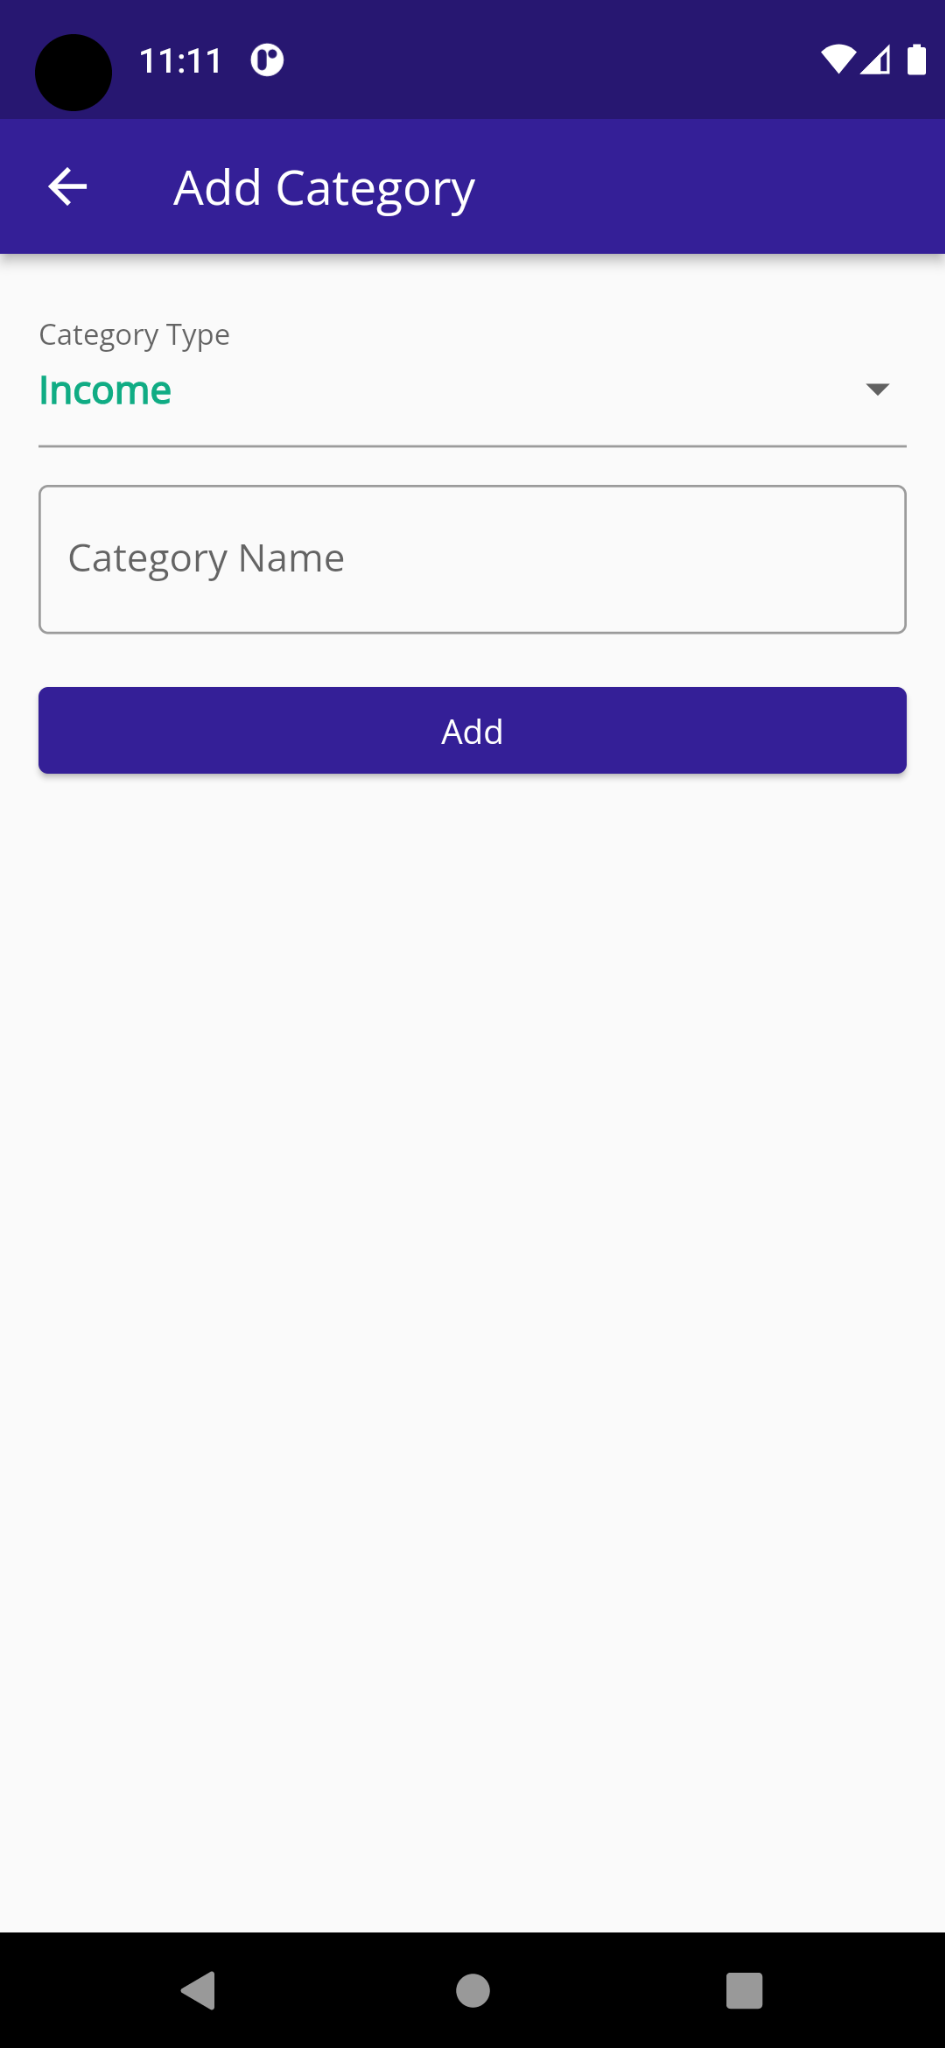 11:11
Add Category
Category Type
Income
Category Name
Add